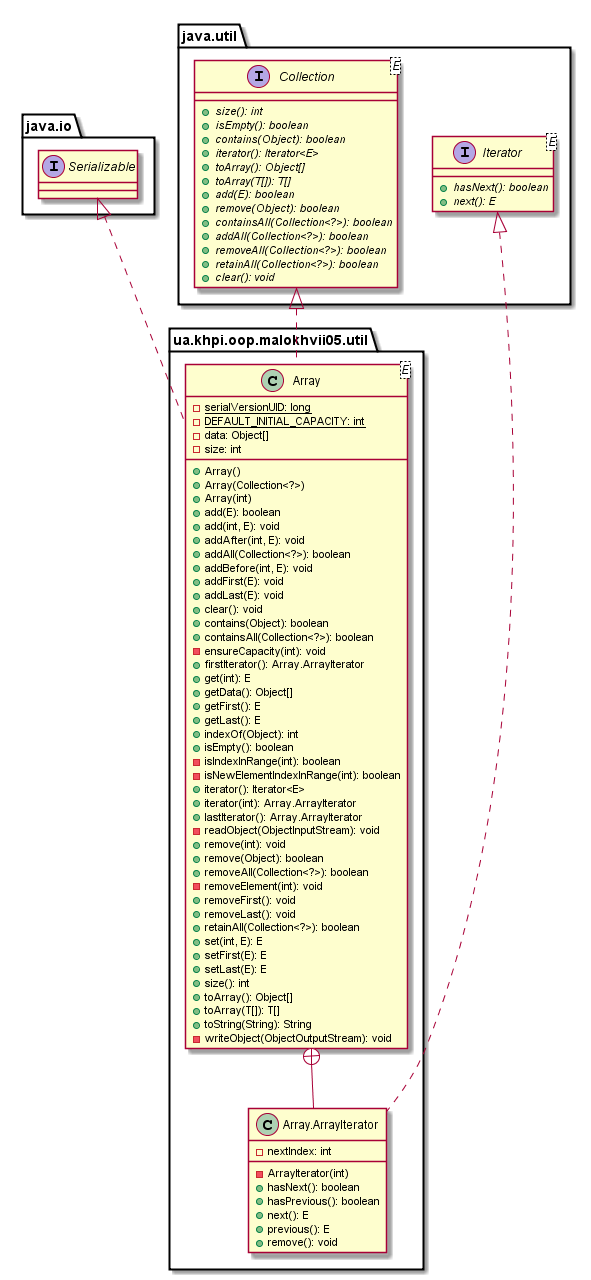 java.util
I Collection E
size(): int
isEmpty(): boolean
contains(Object): boolean
iterator(): Iterator<E>
toArray(): Object[]
toArray(T[]): T[]
add(E): boolean
remove(Object): boolean
containsAll(Collection<?>): boolean
addAll(Collection<?>): boolean
removeAll(Collection<?>): boolean
retainAll(Collection<?>): boolean
clear(): void
I Iterator E
hasNext(): boolean
next(): E
java.io
I Serializable
ua.khpi.oop.malokhvii05.util
C Array E
serialVersionUID: long
DEFAULT_INITIAL_CAPACITY: int
data: Object[]
size: int
Array()
Array(Collection<?>)
Array(int)
add(E): boolean
add(int, E): void
addAfter(int, E): void
addAll(Collection<?>): boolean
addBefore(int, E): void
addFirst(E): void
addLast(E): void
clear(): void
contains(Object): boolean
containsAll(Collection<?>): boolean
ensureCapacity(int): void
firstIterator(): Array.ArrayIterator
get(int): E
getData(): Object[]
getFirst(): E
getLast(): E
indexOf(Object): int
isEmpty(): boolean
isIndexInRange(int): boolean
isNewElementIndexInRange(int): boolean
iterator(): Iterator<E>
iterator(int): Array.ArrayIterator
lastIterator(): Array.ArrayIterator
readObject(ObjectInputStream): void
remove(int): void
remove(Object): boolean
removeAll(Collection<?>): boolean
removeElement(int): void
removeFirst(): void
removeLast(): void
retainAll(Collection<?>): boolean
set(int, E): E
setFirst(E): E
setLast(E): E
size(): int
toArray(): Object[]
toArray(T[]): T[]
toString(String): String
writeObject(ObjectOutputStream): void
C Array.ArrayIterator
nextIndex: int
ArrayIterator(int)
hasNext(): boolean
hasPrevious(): boolean
next(): E
previous(): E
remove(): void